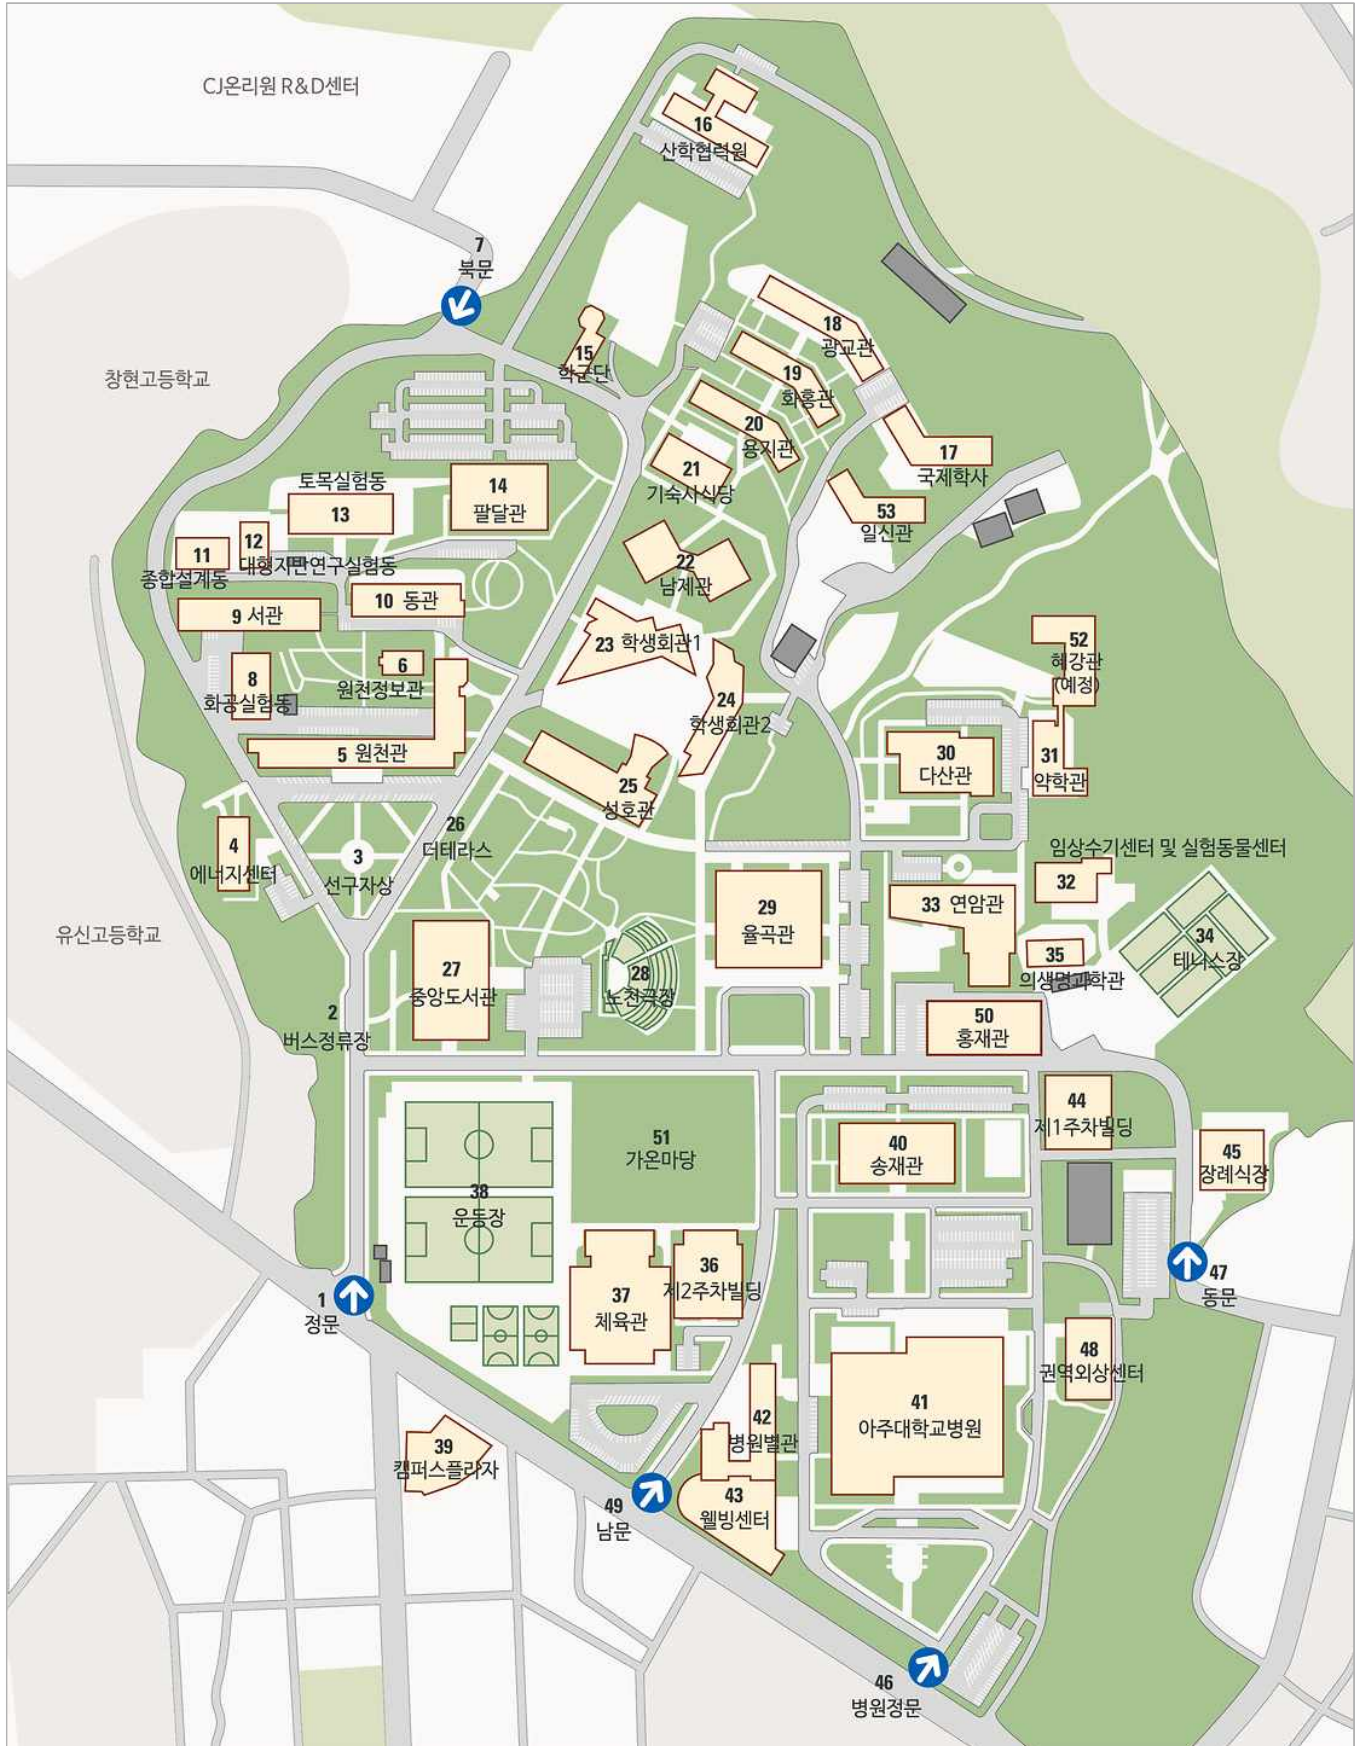 CJ온리원 R&D센터
16
산학협력원
7
북문
18
광교관
15
학군단
창현고등학교
19
화홍관
20
용지관
17
국제학사
21
기숙사식당
토목실험동
13
14
팔달관
53
일신관
11
종합설계동
12
대형지반연구실험동
22
남제관
10 동관
9 서관
23 학생회관1
52
혜강관
(예정)
6
원천정보관
8
화공실험동
24
학생회관2
5 원천관
30
다산관
31
약학관
25
성호관
26
더테라스
4
에너지센터
3
선구자상
임상수기센터 및 실험동물센터
32
29
율곡관
33 연암관
유신고등학교
34
테니스장
27
중앙도서관
28
노천극장
35
의생명과학관
2
버스정류장
50
홍재관
44
제1주차빌딩
51
가온마당
40
송재관
45
장례식장
38
운동장
36
제2주차빌딩
47
동문
1
정문
37
체육관
48
권역외상센터
41
아주대학교병원
42
병원별관
39
캠퍼스플라자
43
웰빙센터
49
남문
46
병원정문